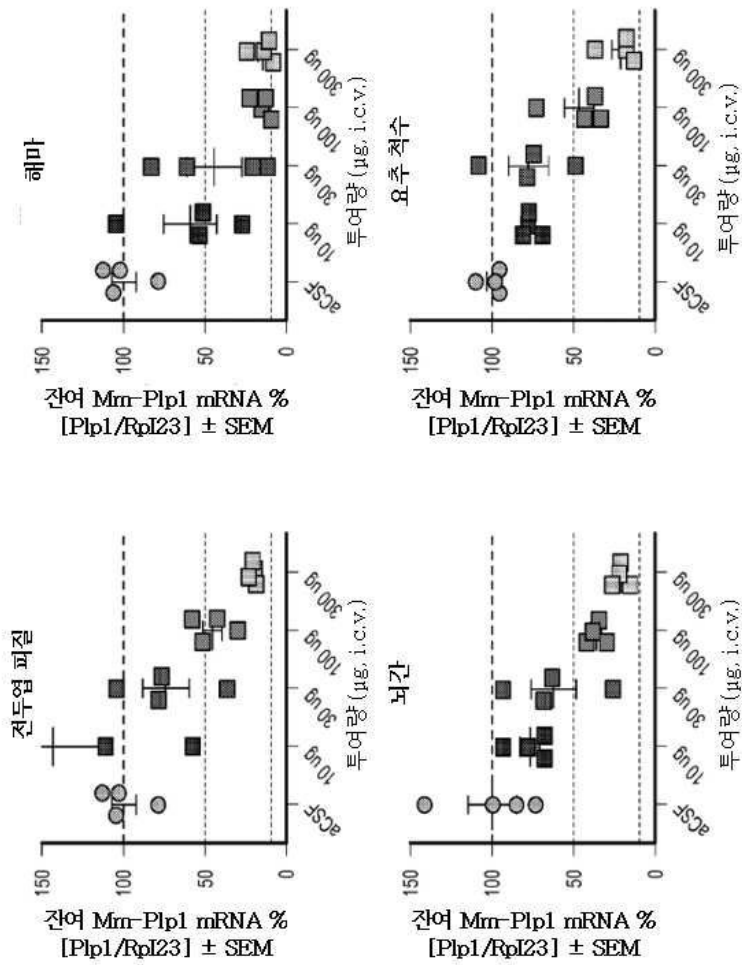 전두엽 피질
잔여 Mm-Plp1 mRNA %
[Plp1/Rpl23] ± SEM
150
100
50
0
aCSF
10 ug
30 ug
100 ug
300 ug
투여량 (µg, i.c.v.)
해마
잔여 Mm-Plp1 mRNA %
[Plp1/Rpl23] ± SEM
150
100
50
0
aCSF
10 ug
30 ug
100 ug
300 ug
투여량 (µg, i.c.v.)
뇌간
잔여 Mm-Plp1 mRNA %
[Plp1/Rpl23] ± SEM
150
100
50
0
aCSF
10 ug
30 ug
100 ug
300 ug
투여량 (µg, i.c.v.)
요추 척수
잔여 Mm-Plp1 mRNA %
[Plp1/Rpl23] ± SEM
150
100
50
0
aCSF
10 ug
30 ug
100 ug
300 ug
투여량 (µg, i.c.v.)